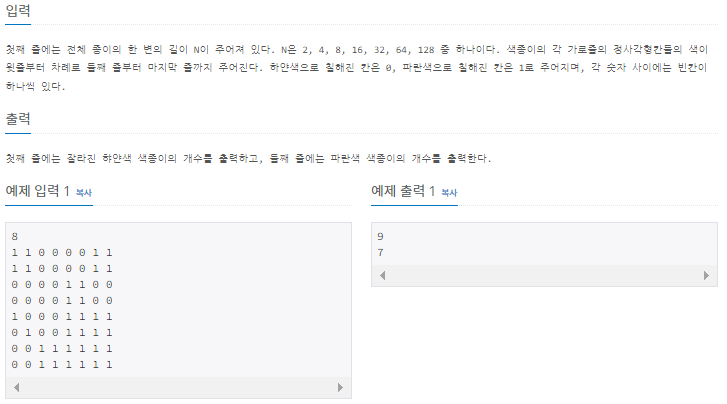 입력
첫째 줄에는 전체 종이의 한 변의 길이 N이 주어져 있다. N은 2, 4, 8, 16, 32, 64, 128 중 하나이다. 색종이의 각 가로줄의 정사각형칸들의 색이
윗줄부터 차례로 둘째 줄부터 마지막 줄까지 주어진다. 하얀색으로 칠해진 칸은 0, 파란색으로 칠해진 칸은 1로 주어지며, 각 숫자 사이에는 빈칸이
하나씩 있다.
출력
첫째 줄에는 잘라진 햐얀색 색종이의 개수를 출력하고, 둘째 줄에는 파란색 색종이의 개수를 출력한다.
예제 입력 1 복사
8
1 1 0 0 0 0 1 1
1 1 0 0 0 0 1 1
0 0 0 0 1 1 0 0
0 0 0 0 1 1 0 0
1 0 0 0 1 1 1 1
0 1 0 0 1 1 1 1
0 0 1 1 1 1 1 1
0 0 1 1 1 1 1 1
예제 출력 1 복사
9
7